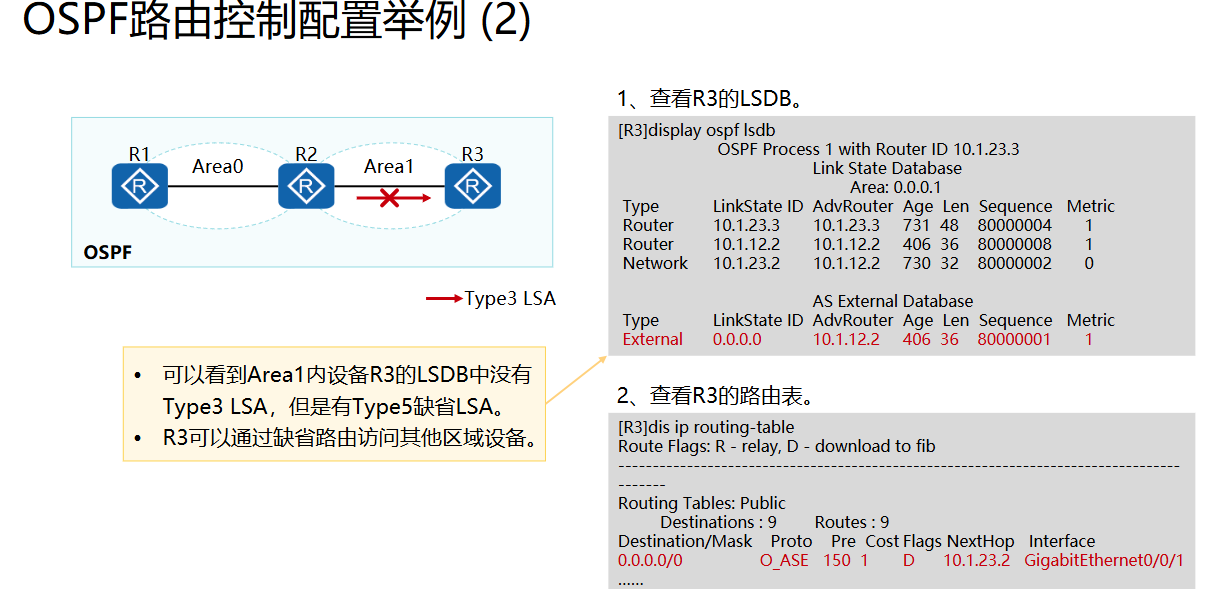 OSPF路由控制配置举例 (2)
R1
Area0
R2
Area1
R3
R
R
R
OSPF
Type3 LSA
• 可以看到Area1内设备R3的LSDB中没有
Type3 LSA，但是有Type5缺省LSA。
• R3可以通过缺省路由访问其他区域设备。
1、查看R3的LSDB。
[R3]display ospf lsdb
OSPF Process 1 with Router ID 10.1.23.3
Link State Database
Area: 0.0.0.1
Type LinkState ID AdvRouter Age Len Sequence Metric
Router 10.1.23.3 10.1.23.3 731 48 80000004 1
Router 10.1.12.2 10.1.12.2 406 36 80000008 1
Network 10.1.23.2 10.1.12.2 730 32 80000002 0
AS External Database
Type LinkState ID AdvRouter Age Len Sequence Metric
External 0.0.0.0 10.1.12.2 406 36 80000001 1
2、查看R3的路由表。
[R3]dis ip routing-table
Route Flags: R - relay, D - download to fib
--------------------------------------------------------------------------------
-------
Routing Tables: Public
Destinations : 9 Routes : 9
Destination/Mask Proto Pre Cost Flags NextHop Interface
0.0.0.0/0 O_ASE 150 1 D 10.1.23.2 GigabitEthernet0/0/1
......